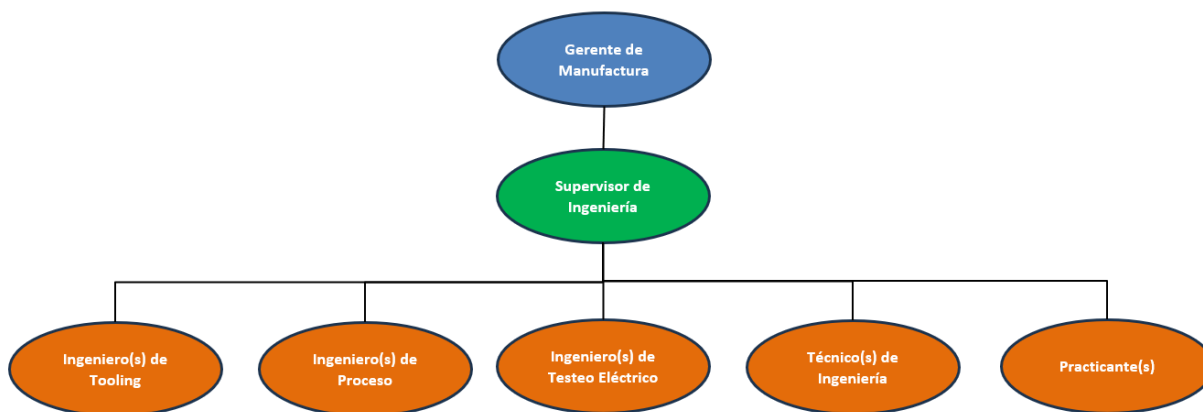 Gerente de
Manufactura
Supervisor de
Ingeniería
Ingeniero(s) de
Tooling
Ingeniero(s) de
Proceso
Ingeniero(s) de
Testeo Eléctrico
Técnico(s) de
Ingeniería
Practicante(s)